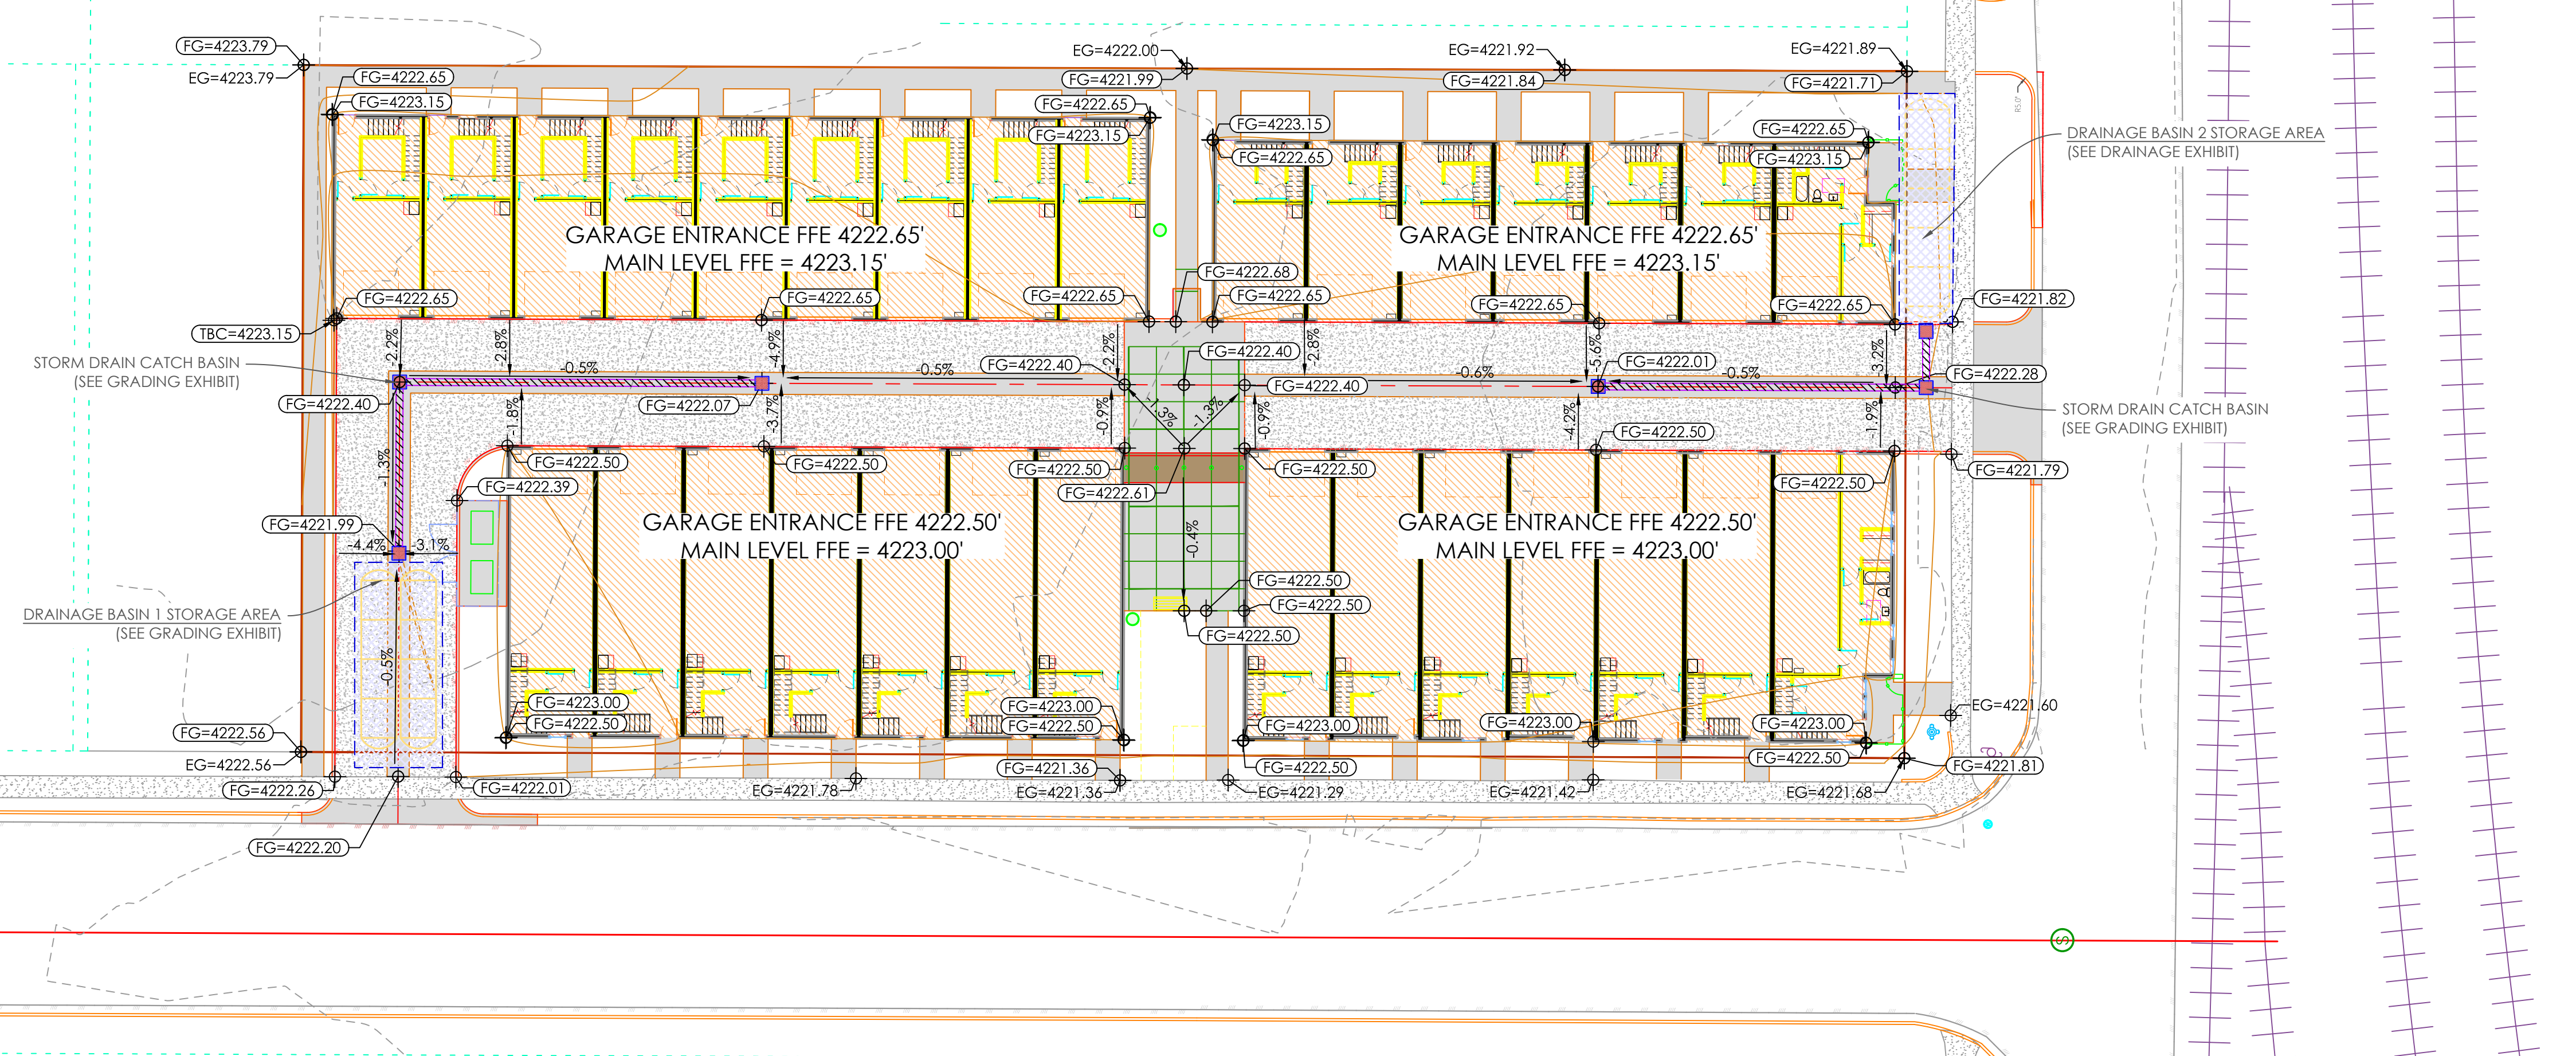 FG=4223.79
EG=4223.79
FG=4222.65
FG=4223.15
EG=4222.00
FG=4221.99
FG=4222.65
FG=4223.15
EG=4221.92
FG=4221.84
EG=4221.89
FG=4221.71
FG=4223.15
FG=4222.65
FG=4222.65
FG=4223.15
R5.0'
DRAINAGE BASIN 2 STORAGE AREA
(SEE DRAINAGE EXHIBIT)
GARAGE ENTRANCE FFE 4222.65'
MAIN LEVEL FFE = 4223.15'
GARAGE ENTRANCE FFE 4222.65'
MAIN LEVEL FFE = 4223.15'
FG=4222.65
TBC=4223.15
FG=4222.65
FG=4222.65
FG=4222.68
FG=4222.65
FG=4222.65
FG=4222.65
FG=4221.82
STORM DRAIN CATCH BASIN
(SEE GRADING EXHIBIT)
-2.2%
-2.8%
-4.9%
-2.2%
-2.8%
-5.6%
-3.2%
-0.5%
-0.5%
-0.6%
-0.5%
FG=4222.40
FG=4222.40
FG=4222.40
FG=4222.01
FG=4222.28
FG=4222.40
FG=4222.07
-1.8%
-3.7%
-0.9%
-1.3%
-1.3%
-0.9%
-4.2%
-1.9%
STORM DRAIN CATCH BASIN
(SEE GRADING EXHIBIT)
FG=4222.50
FG=4222.50
FG=4222.50
FG=4222.50
FG=4222.50
FG=4222.50
FG=4221.79
-1.3%
FG=4222.39
FG=4222.61
FG=4221.99
-4.4%
-3.1%
GARAGE ENTRANCE FFE 4222.50'
MAIN LEVEL FFE = 4223.00'
-0.4%
GARAGE ENTRANCE FFE 4222.50'
MAIN LEVEL FFE = 4223.00'
FG=4222.50
FG=4222.50
FG=4222.50
DRAINAGE BASIN 1 STORAGE AREA
(SEE GRADING EXHIBIT)
-0.5%
FG=4223.00
FG=4222.50
FG=4223.00
FG=4222.50
FG=4223.00
FG=4222.50
FG=4223.00
FG=4223.00
FG=4222.50
EG=4221.60
FG=4221.81
FG=4222.56
EG=4222.56
FG=4222.26
FG=4222.01
EG=4221.78
FG=4221.36
EG=4221.36
EG=4221.29
EG=4221.42
EG=4221.68
FG=4222.20
S